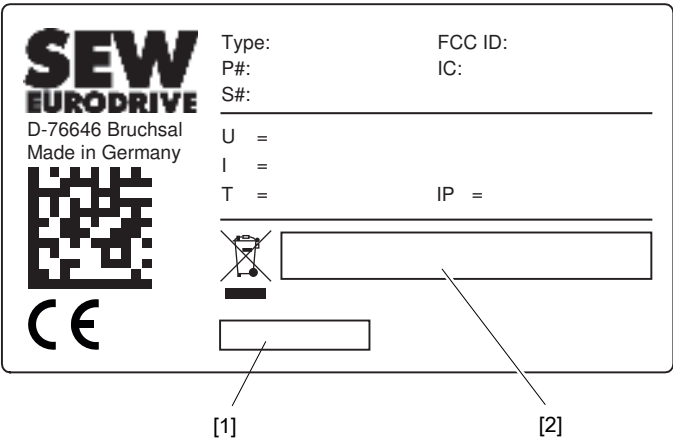 SEW
EURODRIVE
D-76646 Bruchsal
Made in Germany
CE
Type:
FCC ID:
P#:
IC:
S#:
U =
I =
T =
IP =
[1]
[2]